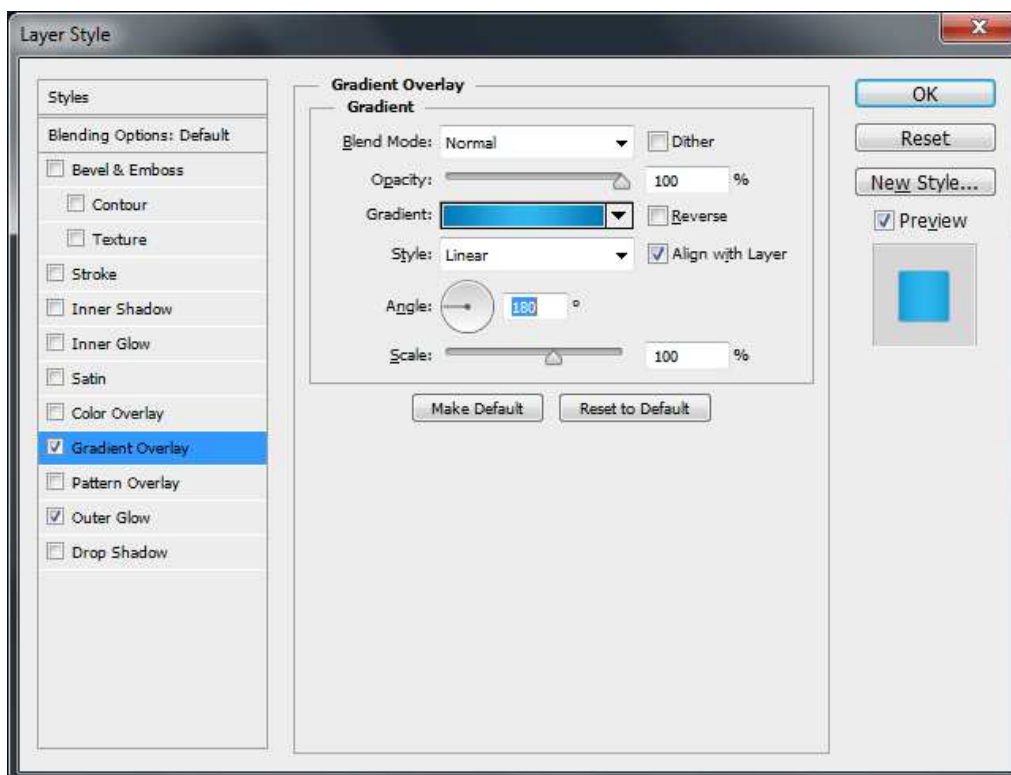 Layer Style
x
Styles
Blending Options: Default
Bevel & Emboss
Contour
Texture
Stroke
Inner Shadow
Inner Glow
Satin
Color Overlay
Gradient Overlay
Pattern Overlay
Outer Glow
Drop Shadow
Gradient Overlay
Gradient
Blend Mode: Normal Dither
Opacity: 100 %
Gradient: Reverse
Style: Linear Align with Layer
Angle: 180 °
Scale: 100 %
Make Default Reset to Default
OK
Reset
New Style...
Preview